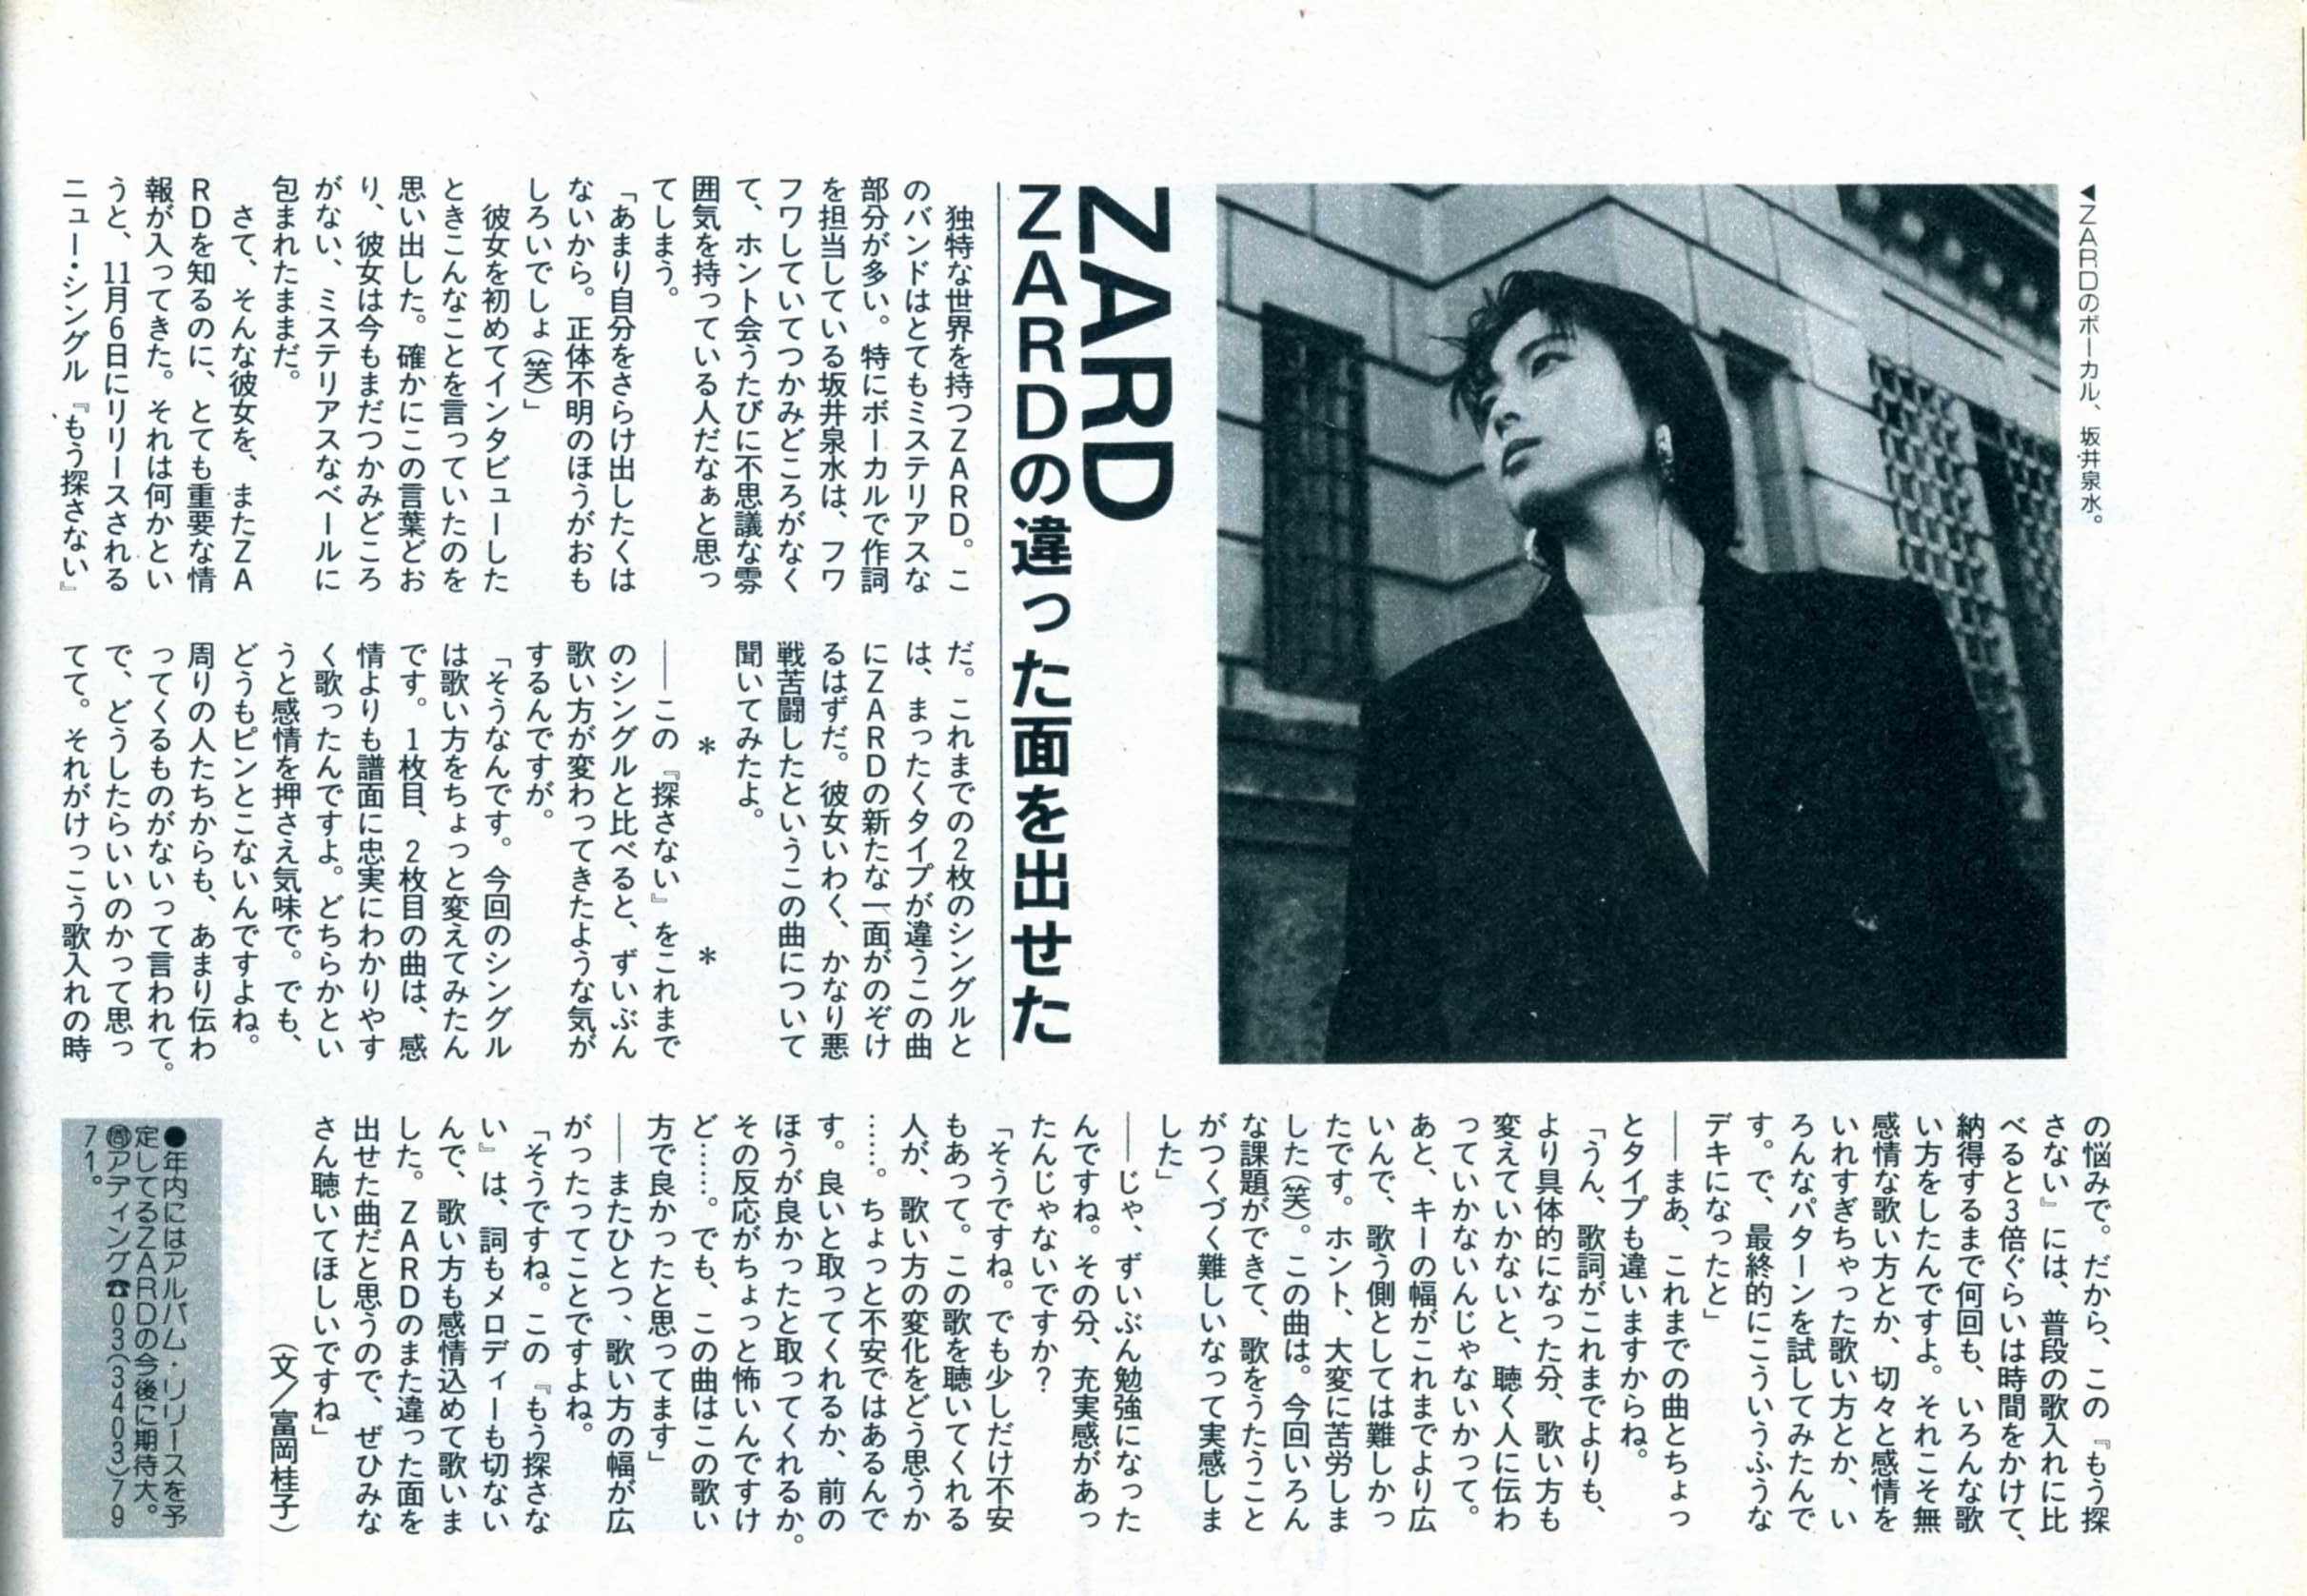 ◀ZARDのボーカル、坂井泉水。
ZARD
ZARDの違った面を出せた
独特な世界を持つZARD。こ
のバンドはとてもミステリアスな
部分が多い。特にボーカルで作詞
を担当している坂井泉水は、フワ
フワしていてつかみどころがなく
て、ホント会うたびに不思議な雰
囲気を持っている人だなぁと思っ
てしまう。
「あまり自分をさらけ出したくは
ないから。正体不明のほうがおも
しろいでしょ(笑)」
彼女を初めてインタビューした
ときこんなことを言っていたのを
思い出した。確かにこの言葉どお
り、彼女は今もまだつかみどころ
がない、ミステリアスなベールに
包まれたままだ。
さて、そんな彼女を、またZA
RDを知るのに、とても重要な情
報が入ってきた。それは何かとい
うと、11月6日にリリースされる
ニュー・シングル『もう探さない』
だ。これまでの2枚のシングルと
は、まったくタイプが違うこの曲
にZARDの新たな一面がのぞけ
るはずだ。彼女いわく、かなり悪
戦苦闘したというこの曲について
聞いてみたよ。
＊　＊
――この『探さない』をこれまで
のシングルと比べると、ずいぶん
歌い方が変わってきたような気が
するんですが。
「そうなんです。今回のシングル
は歌い方をちょっと変えてみたん
です。1枚目、2枚目の曲は、感
情よりも譜面に忠実にわかりやす
く歌ったんですよ。どちらかとい
うと感情を押さえ気味で。でも、
どうもピンとこないんですよね。
周りの人たちからも、あまり伝わ
ってくるものがないって言われて。
で、どうしたらいいのかって思っ
てて。それがけっこう歌入れの時
の悩みで。だから、この『もう探
さない』には、普段の歌入れに比
べると3倍ぐらいは時間をかけて、
納得するまで何回も、いろんな歌
い方をしたんですよ。それこそ無
感情な歌い方とか、切々と感情を
いれすぎちゃった歌い方とか、い
ろんなパターンを試してみたんで
す。で、最終的にこういうふうな
デキになったと」
――まあ、これまでの曲とちょっ
とタイプも違いますからね。
「うん、歌詞がこれまでよりも、
より具体的になった分、歌い方も
変えていかないと、聴く人に伝わ
っていかないんじゃないかって。
あと、キーの幅がこれまでより広
いんで、歌う側としては難しかっ
たです。ホント、大変に苦労しま
した(笑)。この曲は。今回いろん
な課題ができて、歌をうたうこと
がつくづく難しいなって実感しま
した」
――じゃ、ずいぶん勉強になった
んですね。その分、充実感があっ
たんじゃないですか?
「そうですね。でも少しだけ不安
もあって。この歌を聴いてくれる
人が、歌い方の変化をどう思うか
……。ちょっと不安ではあるんで
す。良いと取ってくれるか、前の
ほうが良かったと取ってくれるか。
その反応がちょっと怖いんですけ
ど……。でも、この曲はこの歌い
方で良かったと思ってます」
――またひとつ、歌い方の幅が広
がったってことですよね。
「そうですね。この『もう探さな
い』は、詞もメロディーも切ない
んで、歌い方も感情込めて歌いま
した。ZARDのまた違った面を
出せた曲だと思うので、ぜひみな
さん聴いてほしいですね」
(文／富岡桂子)
●年内にはアルバム・リリースを予
定してるZARDの今後に期待大。
㉄アディング☎03(3403)79
71。